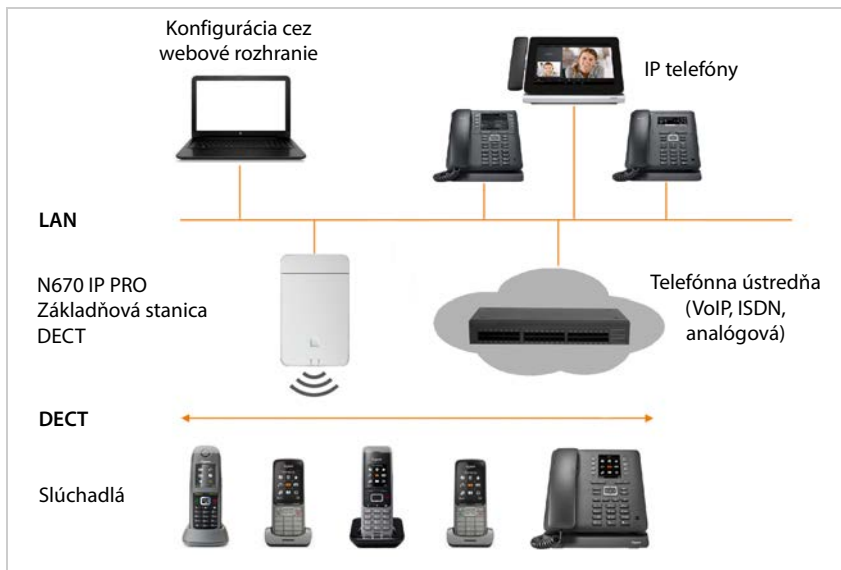 Konfigurácia cez
webové rozhranie
IP telefóny
LAN
N670 IP PRO
Základňová stanica
DECT
Telefónna ústredňa
(VoIP, ISDN,
analógová)
DECT
Slúchadlá